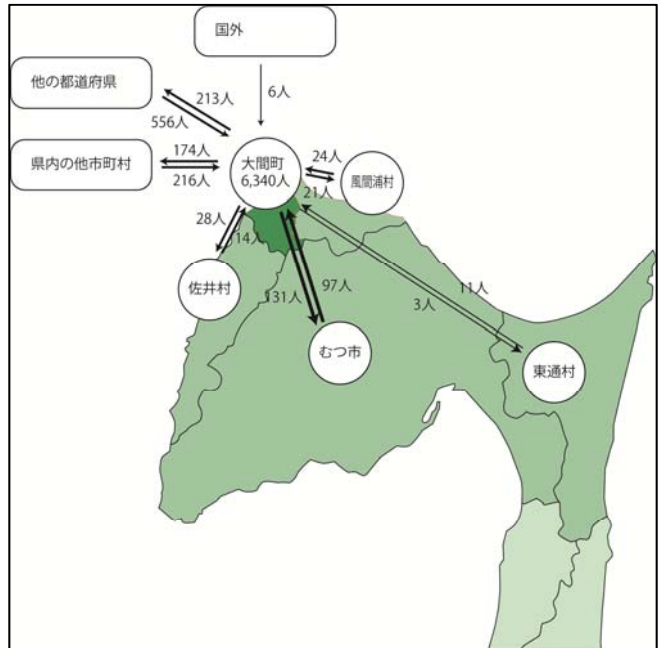 国外
他の都道府県
213人
6人
556人
県内の他市町村
174人
216人
大間町
6,340人
24人
21人
風間浦村
28人
14人
佐井村
131人
97人
11人
3人
むつ市
東通村